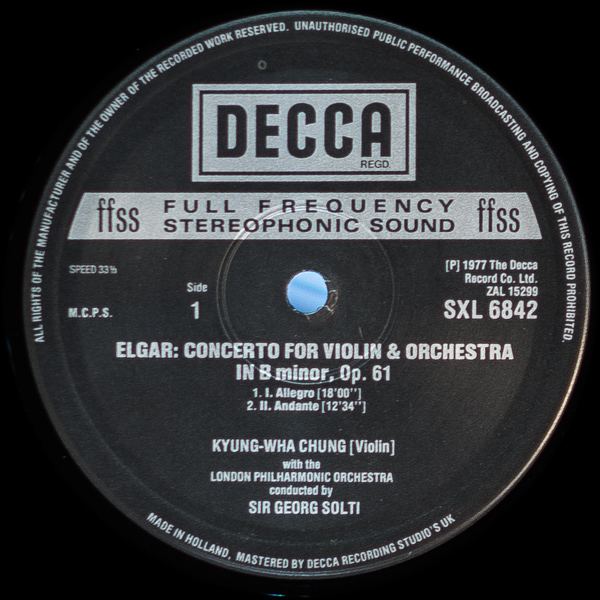 ALL RIGHTS OF THE MANUFACTURER AND OF THE OWNER OF THE RECORDED WORK RESERVED. UNAUTHORISED PUBLIC PERFORMANCE BROADCASTING AND COPYING OF THIS RECORD PROHIBITED.
DECCA
REGD.
ffss FULL FREQUENCY STEREOPHONIC SOUND ffss
SPEED 33⅓
[P] 1977 The Decca
Record Co. Ltd.
ZAL 15299
Side
1
M.C.P.S.
SXL 6842
ELGAR: CONCERTO FOR VIOLIN & ORCHESTRA
IN B minor, Op. 61
1. I. Allegro [18'00'']
2. II. Andante [12'34'']
KYUNG-WHA CHUNG [Violin]
with the
LONDON PHILHARMONIC ORCHESTRA
conducted by
SIR GEORG SOLTI
MADE IN HOLLAND, MASTERED BY DECCA RECORDING STUDIO'S UK